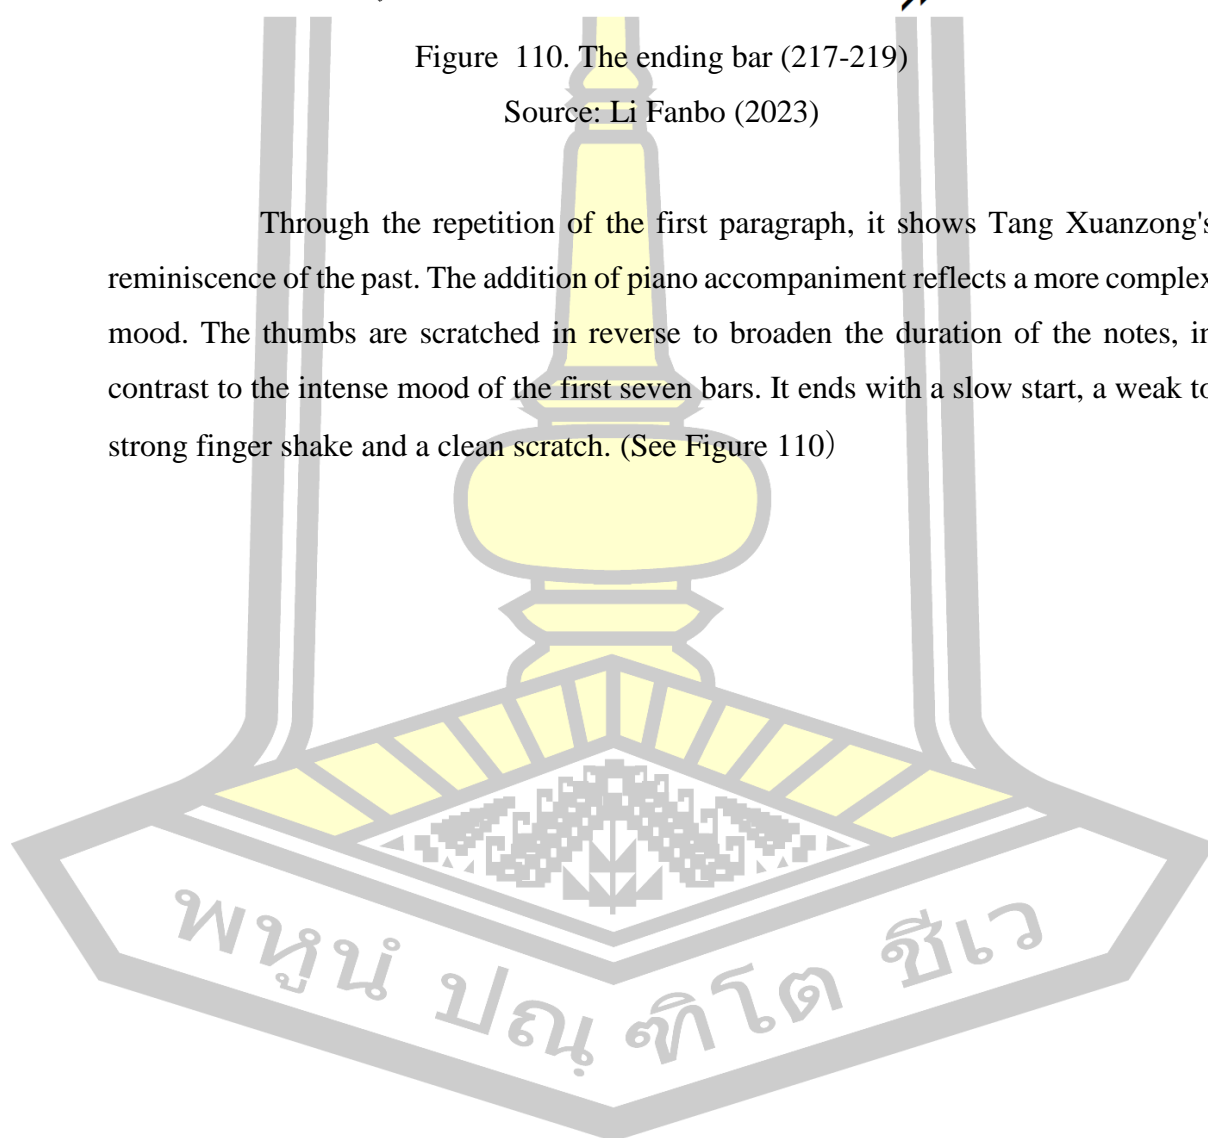 Figure 110. The ending bar (217-219)
Source: Li Fanbo (2023)
Through the repetition of the first paragraph, it shows Tang Xuanzong's
reminiscence of the past. The addition of piano accompaniment reflects a more complex
mood. The thumbs are scratched in reverse to broaden the duration of the notes, in
contrast to the intense mood of the first seven bars. It ends with a slow start, a weak to
strong finger shake and a clean scratch. (See Figure 110）
พหูนํ ปณฺฑิโต ชีเว